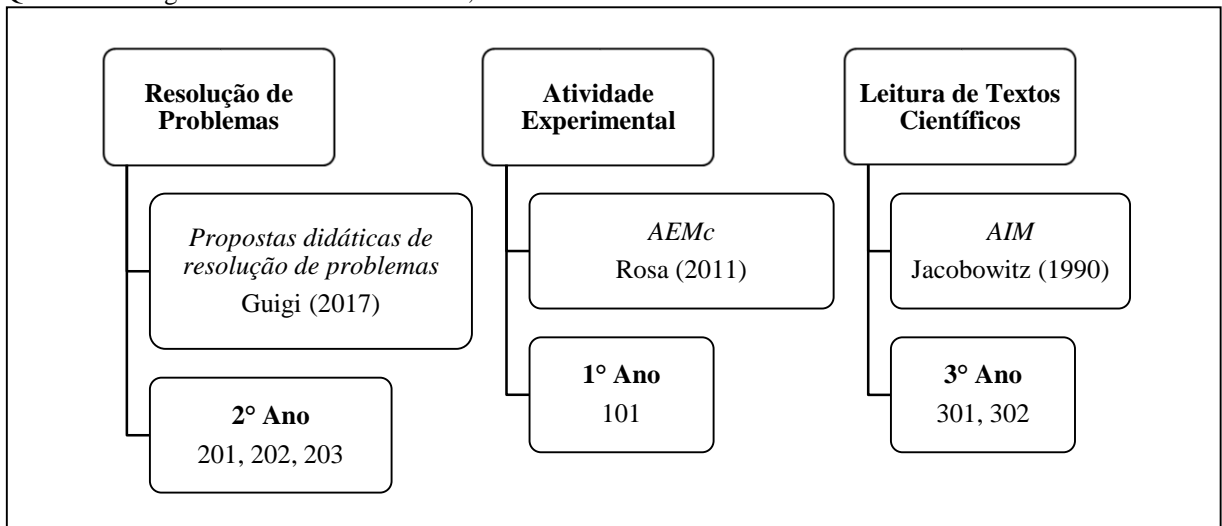 Resolução de
Problemas
Propostas didáticas de
resolução de problemas
Guigi (2017)
2° Ano
201, 202, 203
Atividade
Experimental
AEMc
Rosa (2011)
1° Ano
101
Leitura de Textos
Científicos
AIM
Jacobowitz (1990)
3° Ano
301, 302